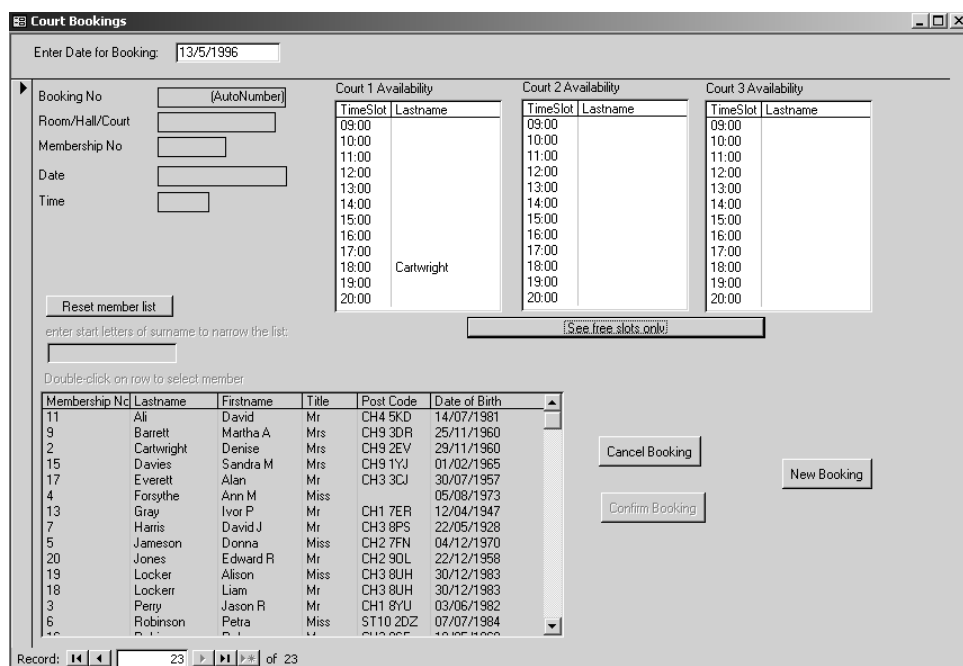 Court Bookings
Enter Date for Booking: 13/5/1996
Booking No (AutoNumber)
Room/Hall/Court
Membership No
Date
Time
Court 1 Availability
TimeSlot Lastname
09:00
10:00
11:00
12:00
13:00
14:00
15:00
16:00
17:00
18:00 Cartwright
19:00
20:00
Court 2 Availability
TimeSlot Lastname
09:00
10:00
11:00
12:00
13:00
14:00
15:00
16:00
17:00
18:00
19:00
20:00
Court 3 Availability
TimeSlot Lastname
09:00
10:00
11:00
12:00
13:00
14:00
15:00
16:00
17:00
18:00
19:00
20:00
See free slots only
Reset member list
enter start letters of surname to narrow the list:
Double-click on row to select member
Membership No Lastname Firstname Title Post Code Date of Birth
11 Ali David Mr CH4 5KD 14/07/1981
9 Barrett Martha A Mrs CH9 3DR 25/11/1960
2 Cartwright Denise Mrs CH9 2EV 29/11/1960
15 Davies Sandra M Mrs CH9 1YJ 01/02/1965
17 Everett Alan Mr CH3 3CJ 30/07/1957
4 Forsythe Ann M Miss 05/08/1973
13 Gray Ivor P Mr CH1 7ER 12/04/1947
7 Harris David J Mr CH3 8PS 22/05/1928
5 Jameson Donna Miss CH2 7FN 04/12/1970
20 Jones Edward R Mr CH2 9OL 22/12/1958
19 Locker Alison Miss CH3 8UH 30/12/1983
18 Lockerr Liam Mr CH3 8UH 30/12/1983
3 Perry Jason R Mr CH1 8YU 03/06/1982
6 Robinson Petra Miss ST10 2DZ 07/07/1984
Cancel Booking
Confirm Booking
New Booking
Record: 23 of 23